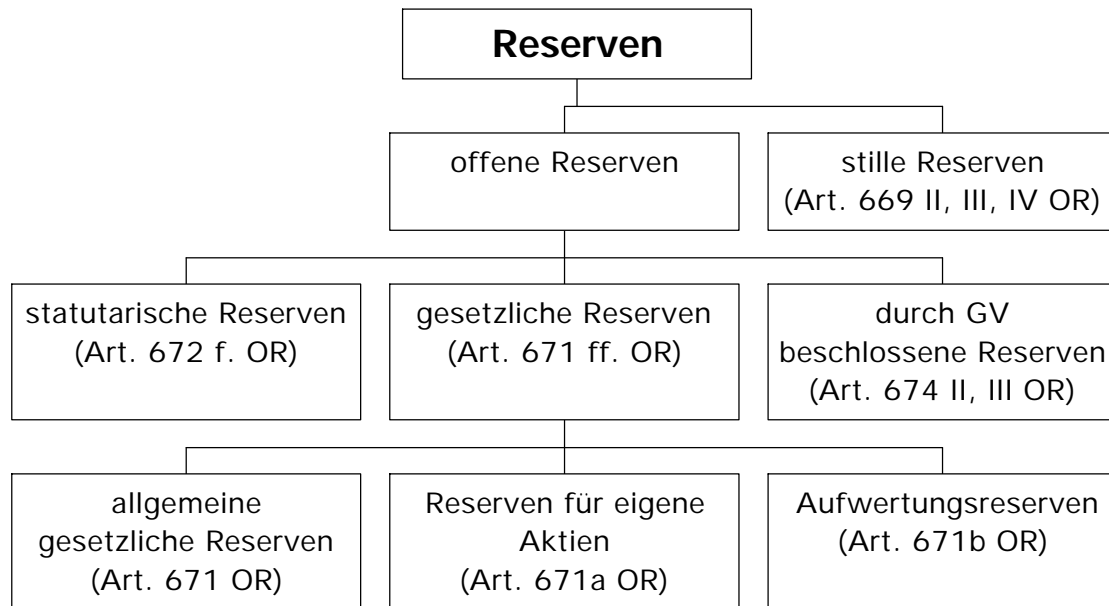 Reserven
offene Reserven
stille Reserven
(Art. 669 II, III, IV OR)
statutarische Reserven
(Art. 672 f. OR)
gesetzliche Reserven
(Art. 671 ff. OR)
durch GV
beschlossene Reserven
(Art. 674 II, III OR)
allgemeine
gesetzliche Reserven
(Art. 671 OR)
Reserven für eigene
Aktien
(Art. 671a OR)
Aufwertungsreserven
(Art. 671b OR)